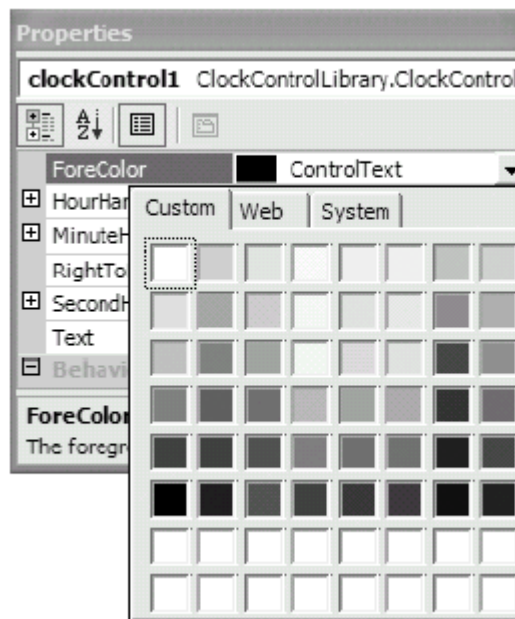 Properties
clockControl1 ClockControlLibrary.ClockControl
ForeColor ControlText
HourHan
MinuteH
RightTo
SecondH
Text
Behavi
Custom Web System
ForeColor
The foregr